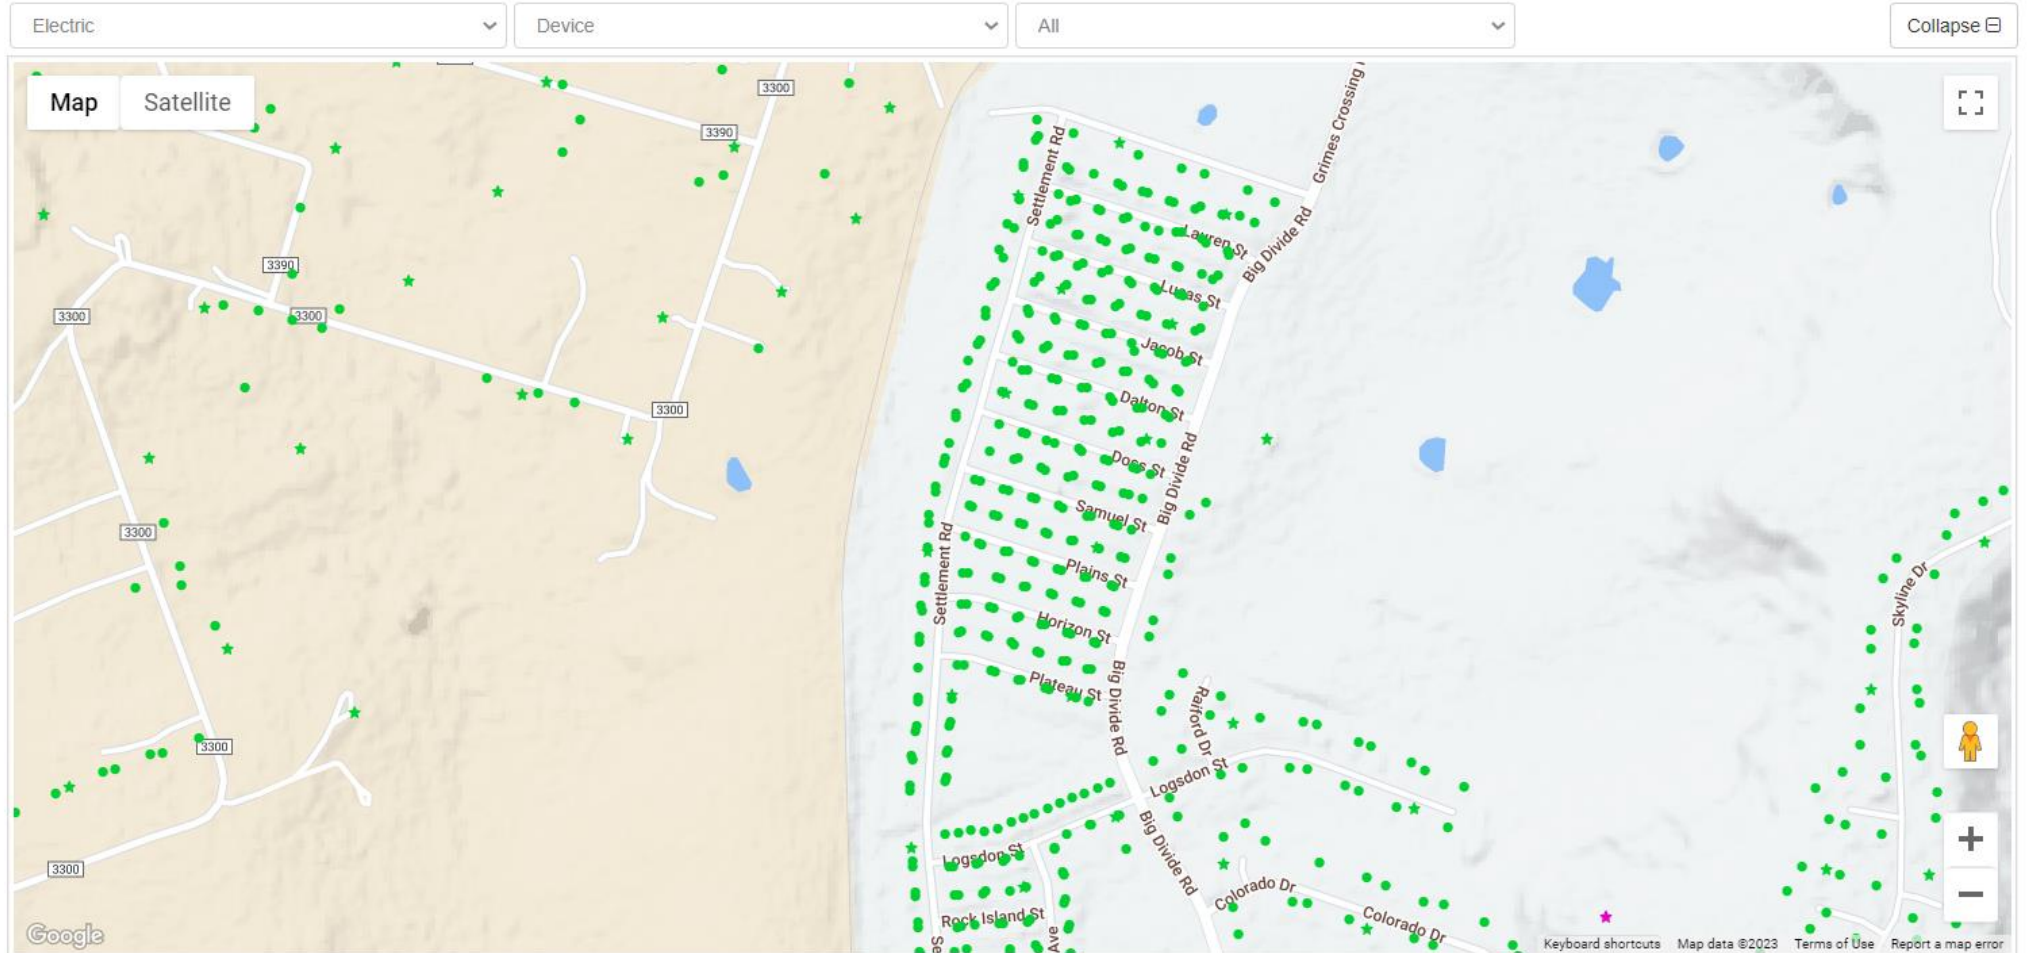 Electric
Device
All
Collapse
Map
Satellite
3300
3390
Grimes Crossing
Settlement Rd
Lauren St
Big Divide Rd
3390
Lucas St
3300
3300
Jacob St
Dalton St
3300
Doss St
Big Divide Rd
Samuel St
3300
Settlement Rd
Plains St
Skyline Dr
Horizon St
Plateau St
Big Divide Rd
Raiford Dr
3300
Logsdon St
Big Divide Rd
Logsdon St
3300
Colorado Dr
Rock Island St
Colorado Dr
Se
Ave
Google
Keyboard shortcuts
Map data ©2023
Terms of Use
Report a map error